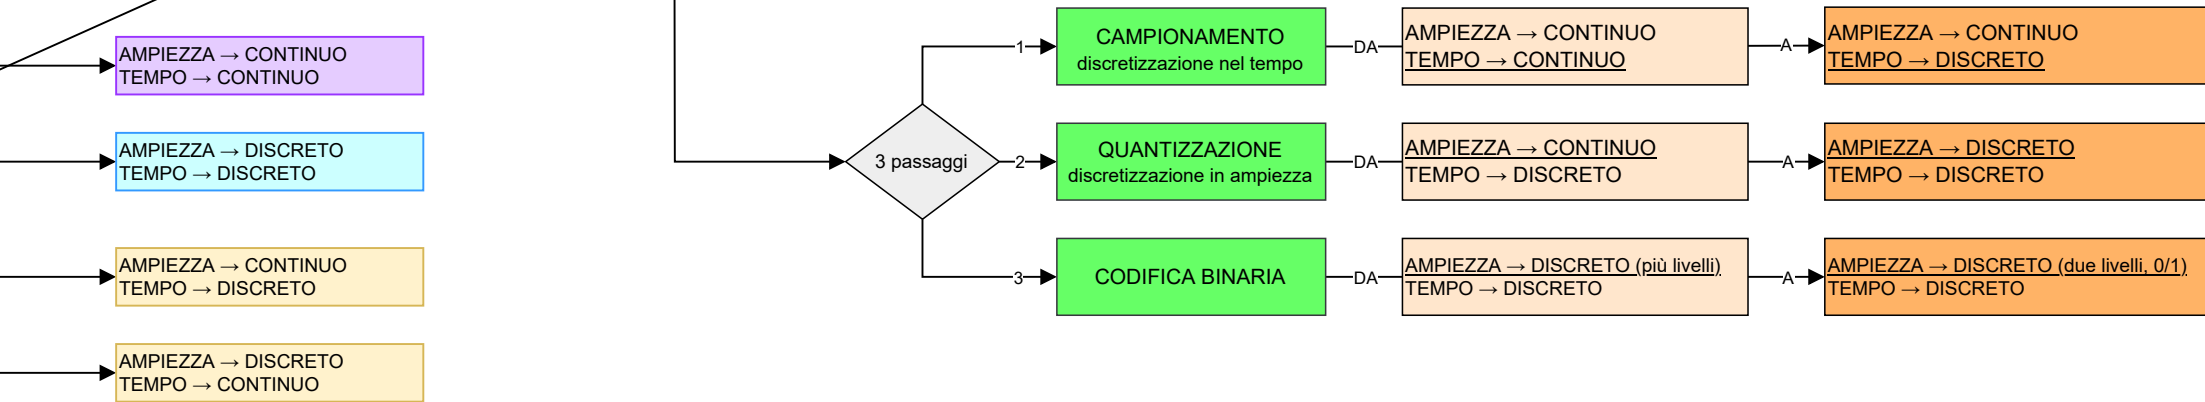 AMPIEZZA → CONTINUO
TEMPO → CONTINUO
AMPIEZZA → DISCRETO
TEMPO → DISCRETO
AMPIEZZA → CONTINUO
TEMPO → DISCRETO
AMPIEZZA → DISCRETO
TEMPO → CONTINUO
3 passaggi
1
CAMPIONAMENTO
discretizzazione nel tempo
DA
AMPIEZZA → CONTINUO
TEMPO → CONTINUO
A
AMPIEZZA → CONTINUO
TEMPO → DISCRETO
2
QUANTIZZAZIONE
discretizzazione in ampiezza
DA
AMPIEZZA → CONTINUO
TEMPO → DISCRETO
A
AMPIEZZA → DISCRETO
TEMPO → DISCRETO
3
CODIFICA BINARIA
DA
AMPIEZZA → DISCRETO (più livelli)
TEMPO → DISCRETO
A
AMPIEZZA → DISCRETO (due livelli, 0/1)
TEMPO → DISCRETO